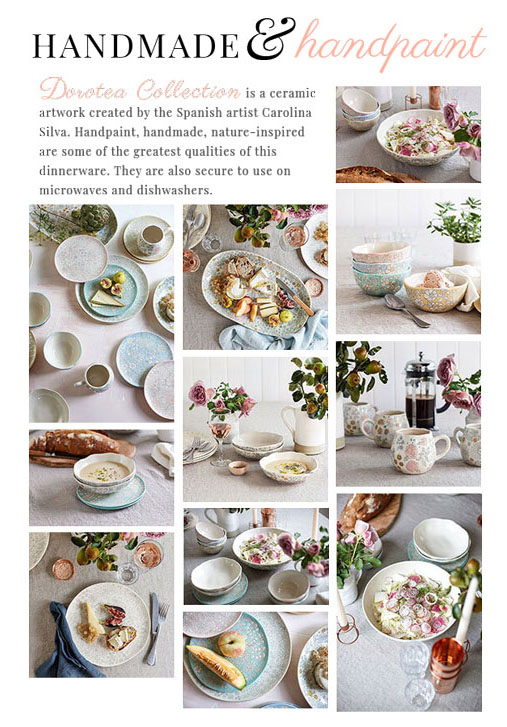 HANDMADE & handpaint
Dorotea Collection is a ceramic
artwork created by the Spanish artist Carolina
Silva. Handpaint, handmade, nature-inspired
are some of the greatest qualities of this
dinnerware. They are also secure to use on
microwaves and dishwashers.